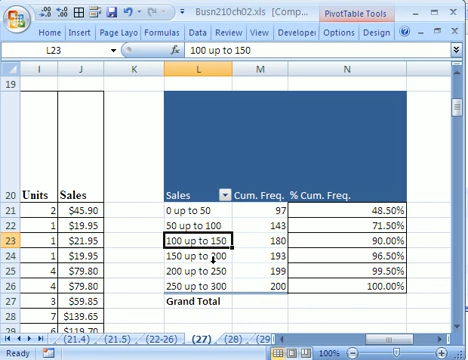 Busn210ch02.xls [Comp...
PivotTable Tools
Home Insert Page Layo Formulas Data Review View Developer Options Design
L23
100 up to 150
I J K L M N
19
20 Units Sales Sales Cum. Freq. % Cum. Freq.
21 2 $45.90 0 up to 50 97 48.50%
22 1 $19.95 50 up to 100 143 71.50%
23 1 $21.95 100 up to 150 180 90.00%
24 1 $19.95 150 up to 200 193 96.50%
25 4 $79.80 200 up to 250 199 99.50%
26 4 $79.80 250 up to 300 200 100.00%
27 3 $59.85 Grand Total
28 7 $139.65
29 6 $119.70
(21.4) (21.5) (22-26) (27) (28) (29
Ready 100%